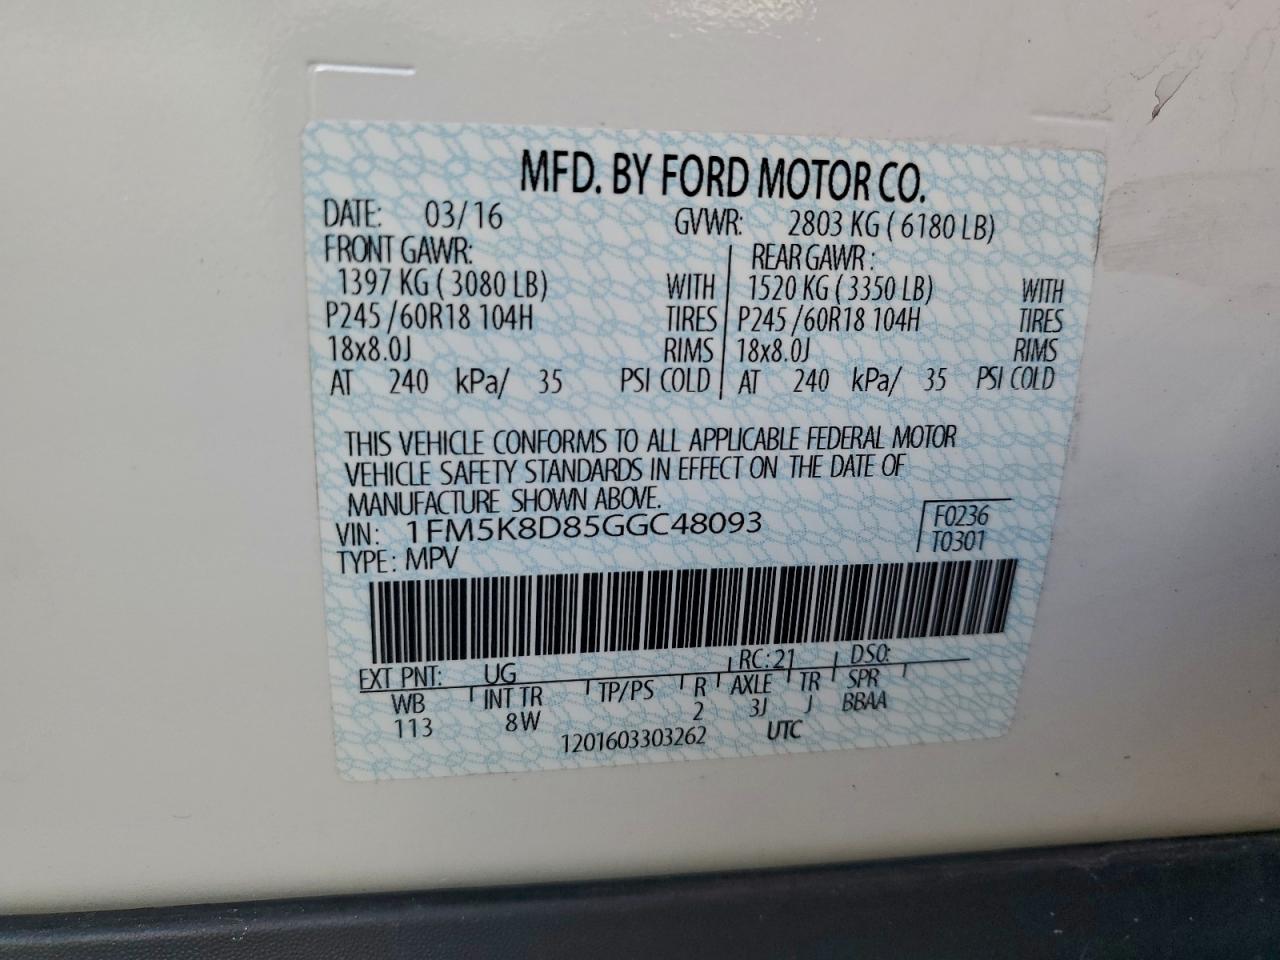 MFD. BY FORD MOTOR CO.
DATE: 03/16 GVWR: 2803 KG ( 6180 LB)
FRONT GAWR: REAR GAWR :
1397 KG ( 3080 LB) WITH 1520 KG ( 3350 LB) WITH
P245 /60R18 104H TIRES P245 /60R18 104H TIRES
18x8.0J RIMS 18x8.0J RIMS
AT 240 kPa/ 35 PSI COLD AT 240 kPa/ 35 PSI COLD
THIS VEHICLE CONFORMS TO ALL APPLICABLE FEDERAL MOTOR
VEHICLE SAFETY STANDARDS IN EFFECT ON THE DATE OF
MANUFACTURE SHOWN ABOVE.
VIN: 1FM5K8D85GGC48093 F0236
TYPE: MPV T0301
EXT PNT: UG RC: 21 DSO:
WB INT TR TP/PS R AXLE TR SPR
113 8W 2 3J J BBAA
1201603303262 UTC